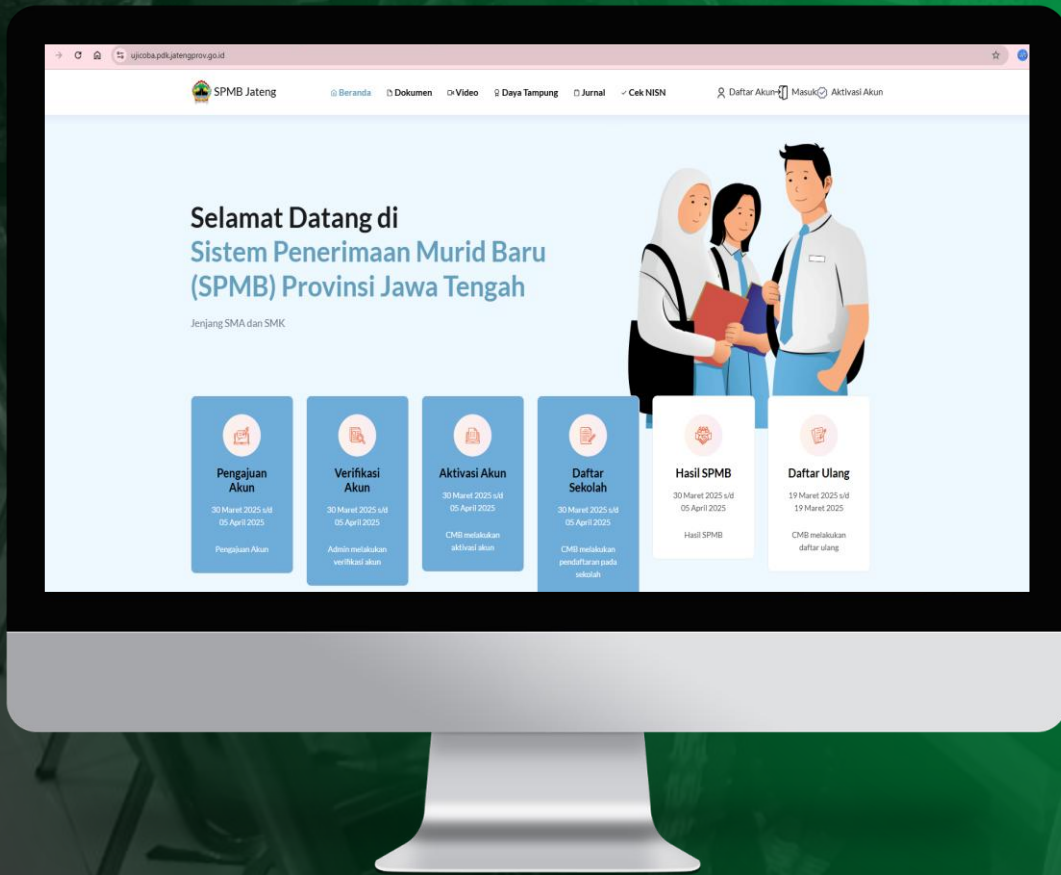 ujicoba.pdk.jatengprov.go.id
SPMB Jateng
Beranda
Dokumen
Video
Daya Tampung
Jurnal
Cek NISN
Daftar Akun
Masuk
Aktivasi Akun
Selamat Datang di
Sistem Penerimaan Murid Baru
(SPMB) Provinsi Jawa Tengah
Jenjang SMA dan SMK
Pengajuan
Akun
30 Maret 2025 s/d
05 April 2025
Pengajuan Akun
Verifikasi
Akun
30 Maret 2025 s/d
05 April 2025
Admin melakukan
verifikasi akun
Aktivasi Akun
30 Maret 2025 s/d
05 April 2025
CMB melakukan
aktivasi akun
Daftar
Sekolah
30 Maret 2025 s/d
05 April 2025
CMB melakukan
pendaftaran pada
sekolah
Hasil SPMB
30 Maret 2025 s/d
05 April 2025
Hasil SPMB
Daftar Ulang
19 Maret 2025 s/d
19 Maret 2025
CMB melakukan
daftar ulang